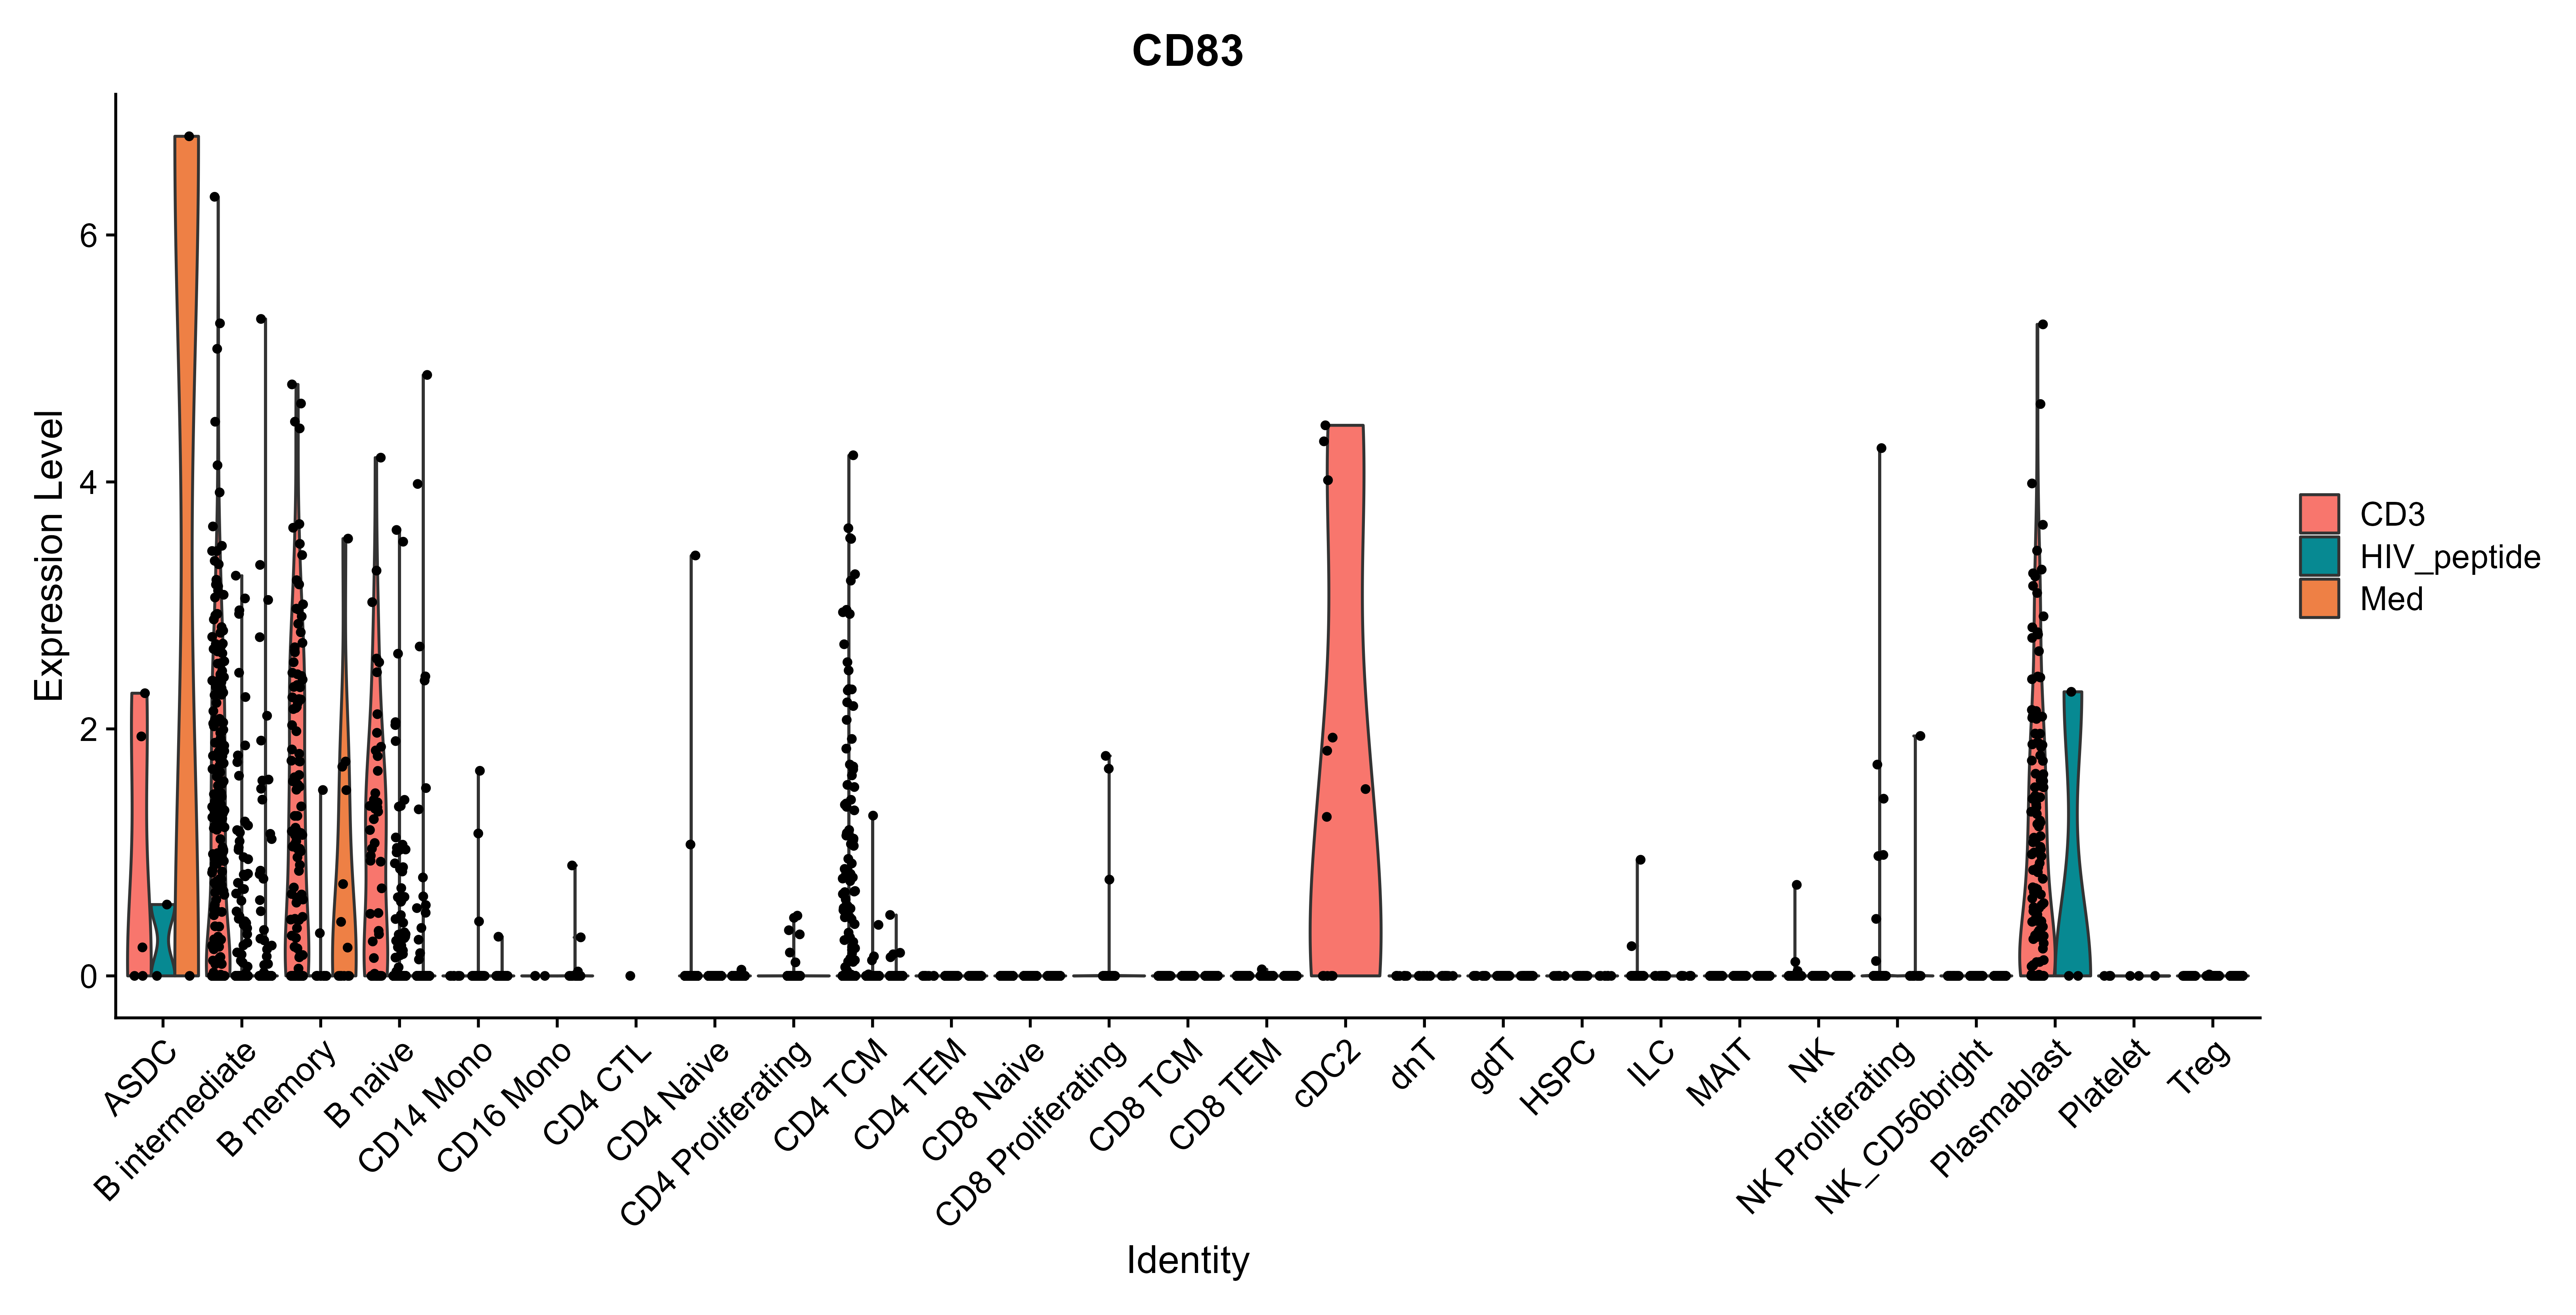 CD83
Expression Level
6
4
2
0
ASDC
B intermediate
B memory
B naive
CD14 Mono
CD16 Mono
CD4 CTL
CD4 Naive
CD4 Proliferating
CD4 TCM
CD4 TEM
CD8 Naive
CD8 Proliferating
CD8 TCM
CD8 TEM
cDC2
dnT
gdT
HSPC
ILC
MAIT
NK
NK Proliferating
NK_CD56bright
Plasmablast
Platelet
Treg
Identity
CD3
HIV_peptide
Med